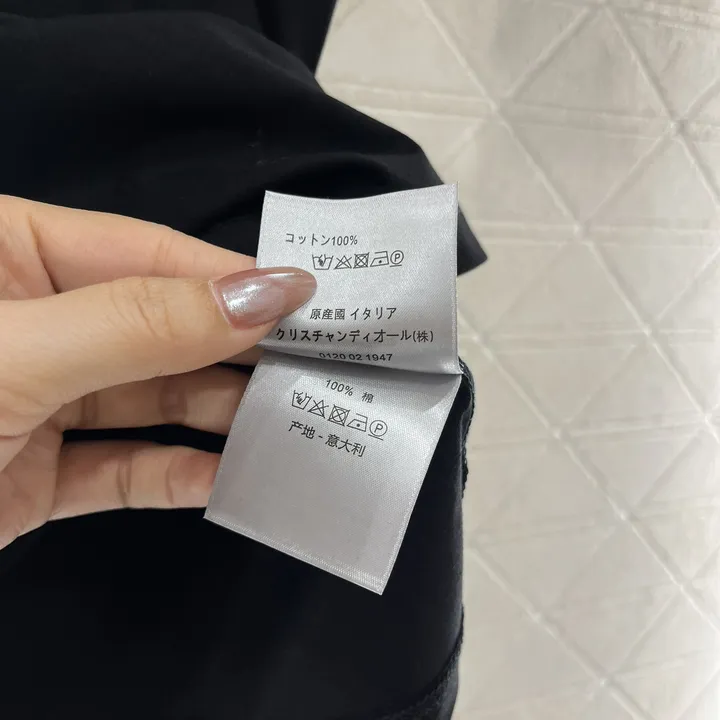 コットン100%
原産國 イタリア
クリスチャンディオール(株)
0120 02 1947
100% 棉
产地 - 意大利